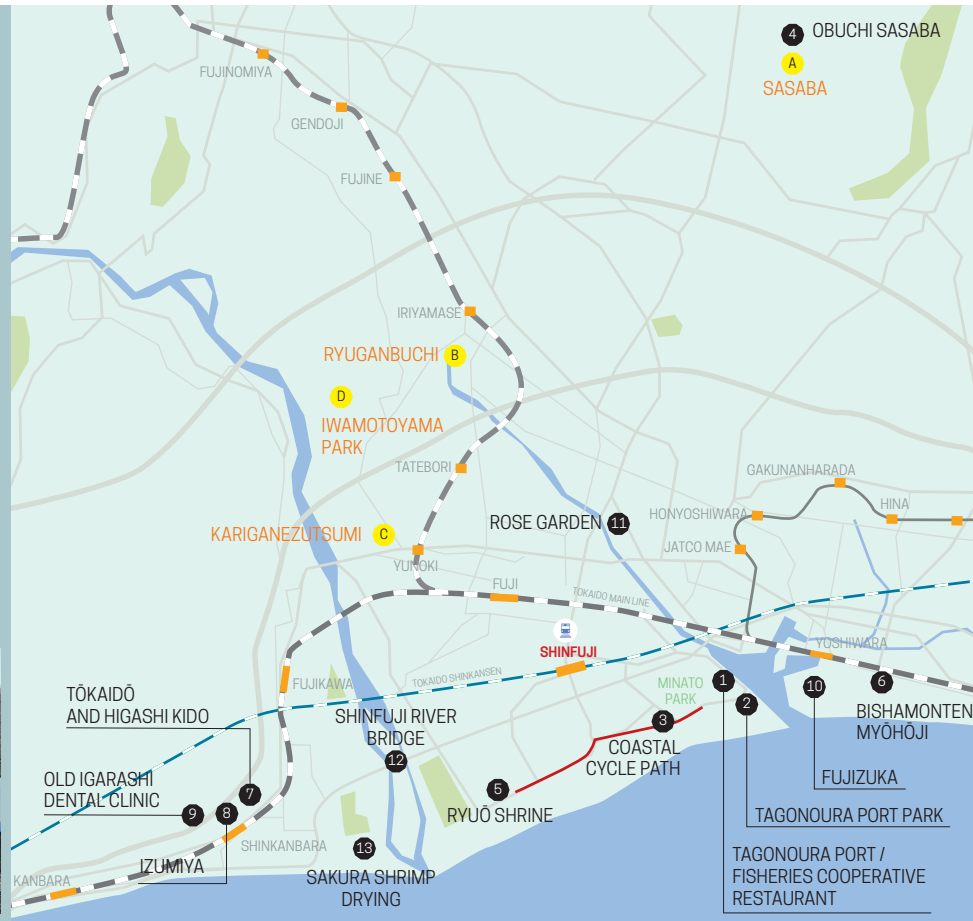 4 OBUCHI SASABA
A
SASABA
FUJINOMIYA
GENDOJI
FUJINE
IRIYAMASE
RYUGANBUCHI B
D
IWAMOTOYAMA
PARK
TATEBORI
GAKUNANHARADA
HINA
HONYOSHIWARA
ROSE GARDEN 11
KARIGANEZUTSUMI C
JATCO MAE
YUNOKI
FUJI
TOKAIDO MAIN LINE
SHINFUJI
YOSHIWARA
TOKAIDO SHINKANSEN
FUJIKAWA
MINATO
PARK
1
2
10
6
BISHAMONTEN
MYŌHŌJI
TŌKAIDŌ
AND HIGASHI KIDO
SHINFUJI RIVER
BRIDGE
12
3
COASTAL
CYCLE PATH
FUJIZUKA
OLD IGARASHI
DENTAL CLINIC
7
9
8
5
RYUŌ SHRINE
TAGONOURA PORT PARK
SHINKANBARA
13
IZUMIYA
SAKURA SHRIMP
DRYING
TAGONOURA PORT /
FISHERIES COOPERATIVE
RESTAURANT
KANBARA